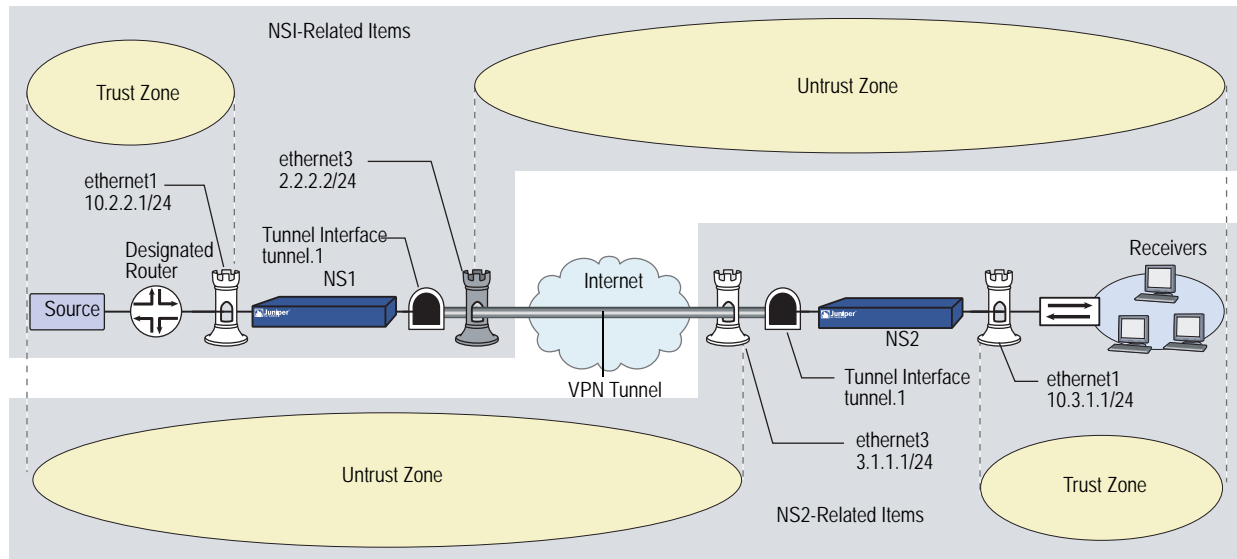 NSI-Related Items
Trust Zone
Untrust Zone
ethernet3
2.2.2.2/24
ethernet1
10.2.2.1/24
Tunnel Interface
tunnel.1
Designated
Router
NS1
Receivers
Internet
Source
Juniper
Juniper
NS2
VPN Tunnel
Tunnel Interface
tunnel.1
ethernet1
10.3.1.1/24
ethernet3
3.1.1.1/24
Untrust Zone
Trust Zone
NS2-Related Items